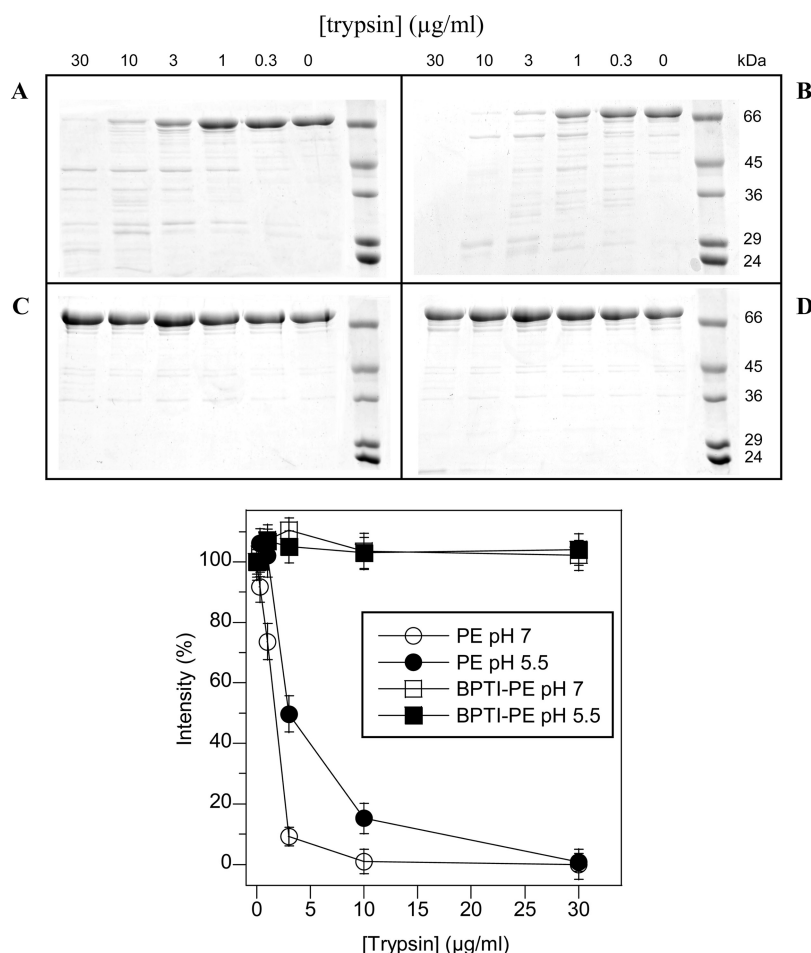 [trypsin] (µg/ml)
30 10 3 1 0.3 0 30 10 3 1 0.3 0 kDa
A B
66
45
36
29
24
C D
66
45
36
29
24
100
80
60
40
20
0
Intensity (%)
PE pH 7
PE pH 5.5
BPTI-PE pH 7
BPTI-PE pH 5.5
0 5 10 15 20 25 30
[Trypsin] (µg/ml)